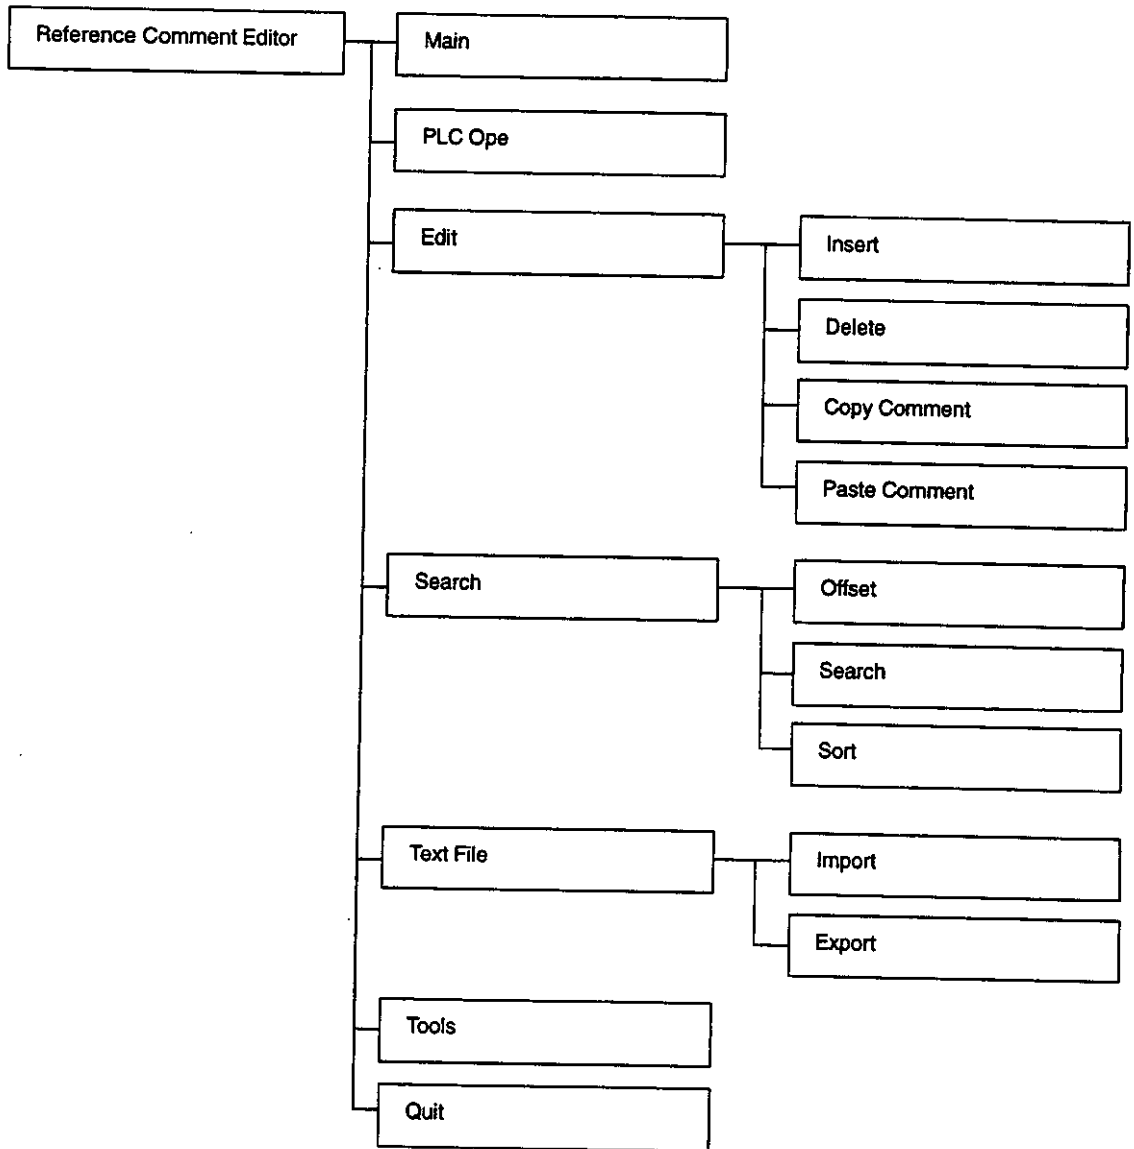 Reference Comment Editor
Main
PLC Ope
Edit
Insert
Delete
Copy Comment
Paste Comment
Search
Offset
Search
Sort
Text File
Import
Export
Tools
Quit